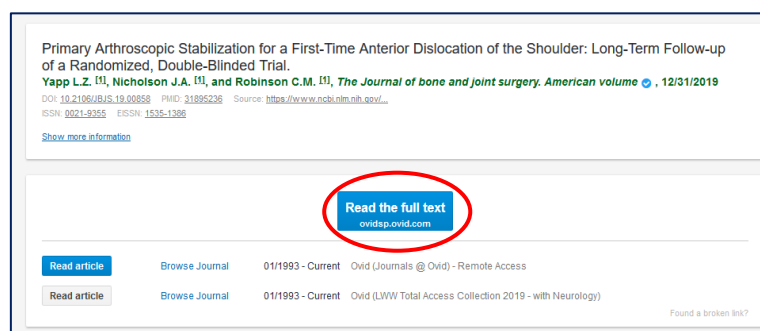 Primary Arthroscopic Stabilization for a First-Time Anterior Dislocation of the Shoulder: Long-Term Follow-up
of a Randomized, Double-Blinded Trial.
Yapp L.Z. [1], Nicholson J.A. [1], and Robinson C.M. [1], The Journal of bone and joint surgery. American volume , 12/31/2019
DOI: 10.2106/JBJS.19.00858 PMID: 31895236 Source: https://www.ncbi.nlm.nih.gov/...
ISSN: 0021-9355 EISSN: 1535-1386
Show more information
Read the full text
ovidsp.ovid.com
Read article Browse Journal 01/1993 - Current Ovid (Journals @ Ovid) - Remote Access
Read article Browse Journal 01/1993 - Current Ovid (LWW Total Access Collection 2019 - with Neurology)
Found a broken link?